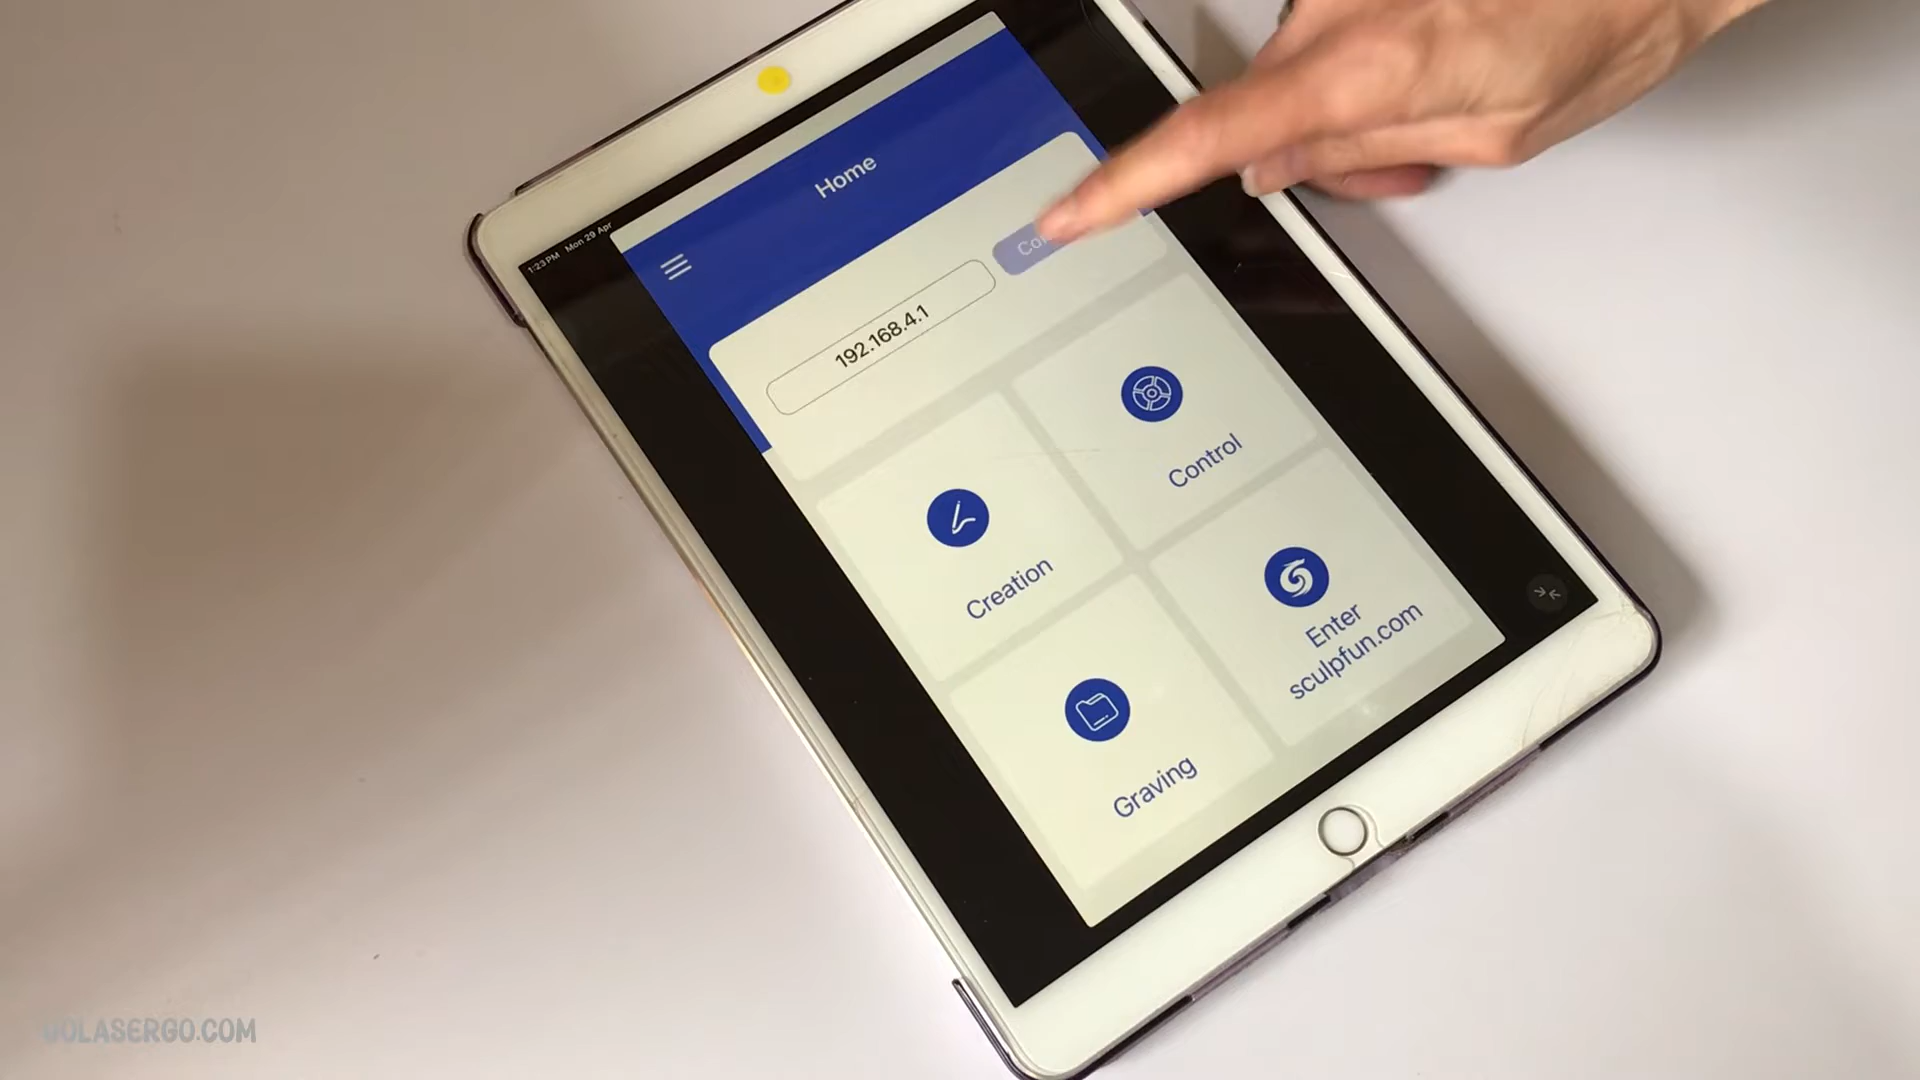 1:23 PM Mon 29 Apr
Home
192.168.4.1
Creation
Control
Graving
Enter
sculpfun.com
GOLASERGO.COM